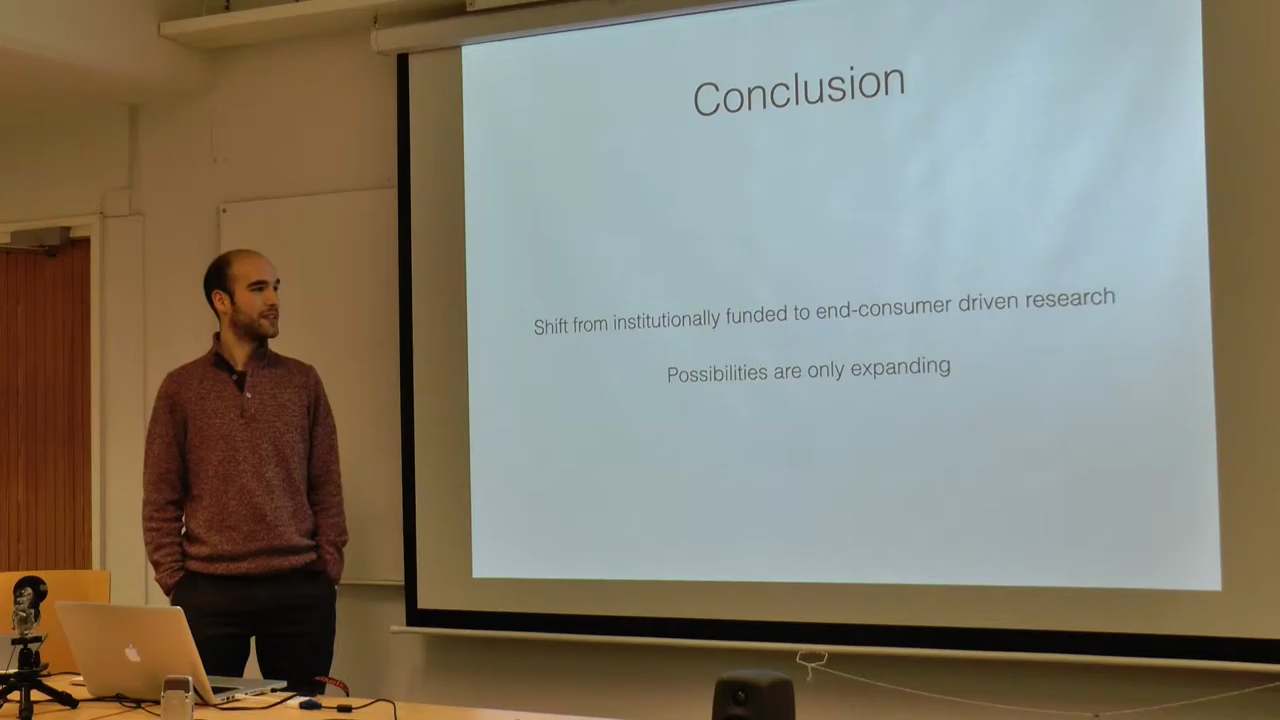 Conclusion
Shift from institutionally funded to end-consumer driven research
Possibilities are only expanding